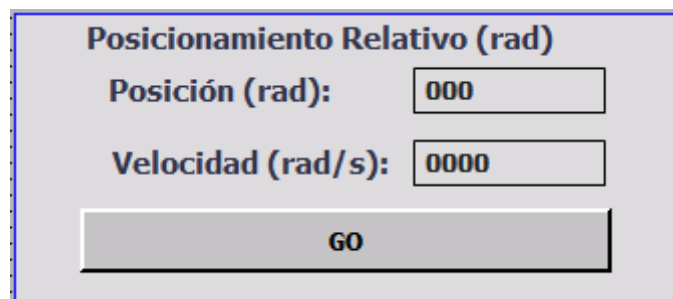 Posicionamiento Relativo (rad)
Posición (rad): 000
Velocidad (rad/s): 0000
GO